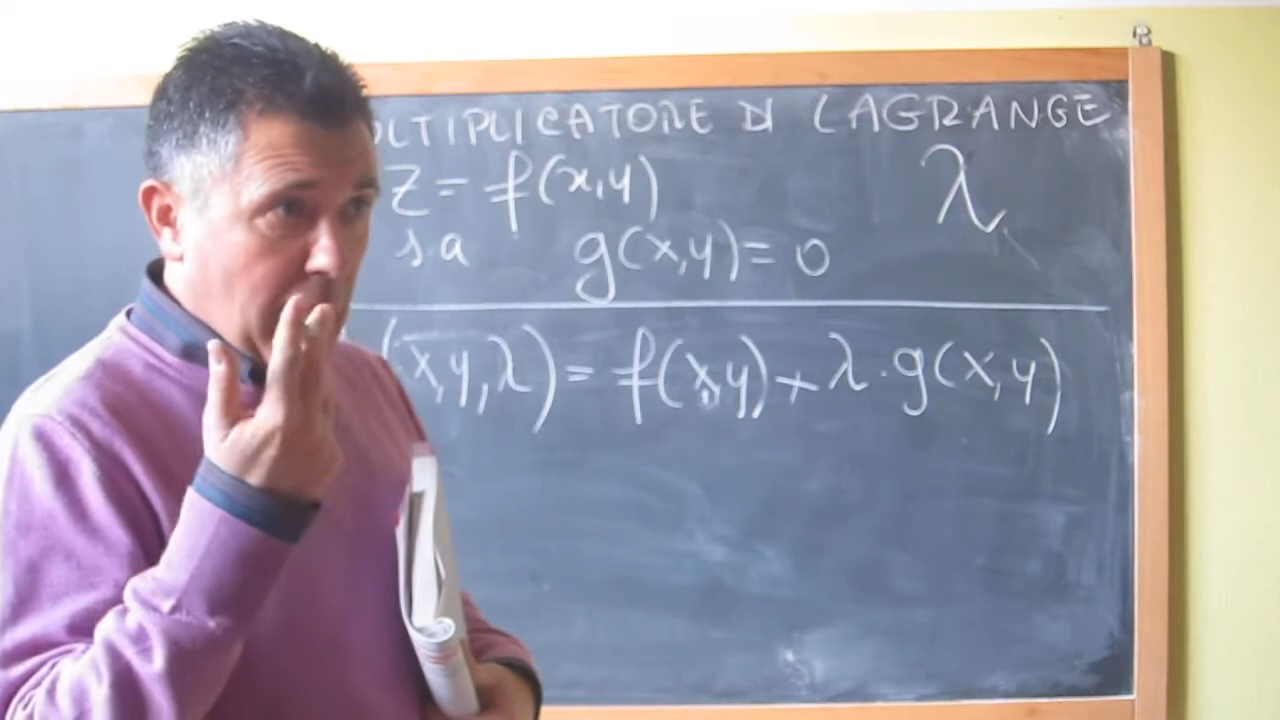 OLTIPLICATORE DI LAGRANGE
z = f(x,y)
λ
s.a g(x,y) = 0
(x,y,λ) = f(x,y) + λ · g(x,y)